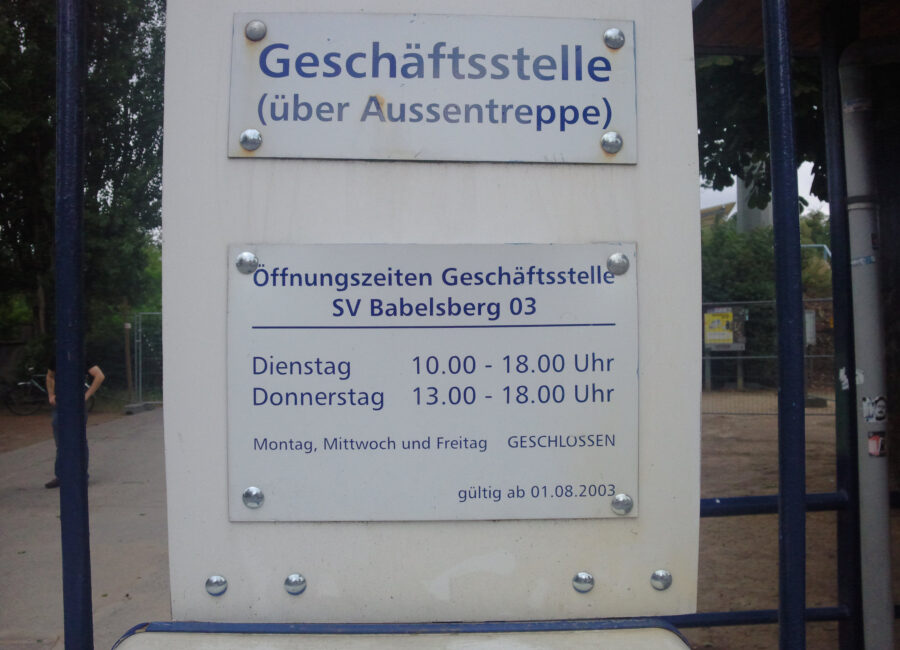 Geschäftsstelle
(über Aussentreppe)
Öffnungszeiten Geschäftsstelle
SV Babelsberg 03
Dienstag 10.00 - 18.00 Uhr
Donnerstag 13.00 - 18.00 Uhr
Montag, Mittwoch und Freitag GESCHLOSSEN
gültig ab 01.08.2003